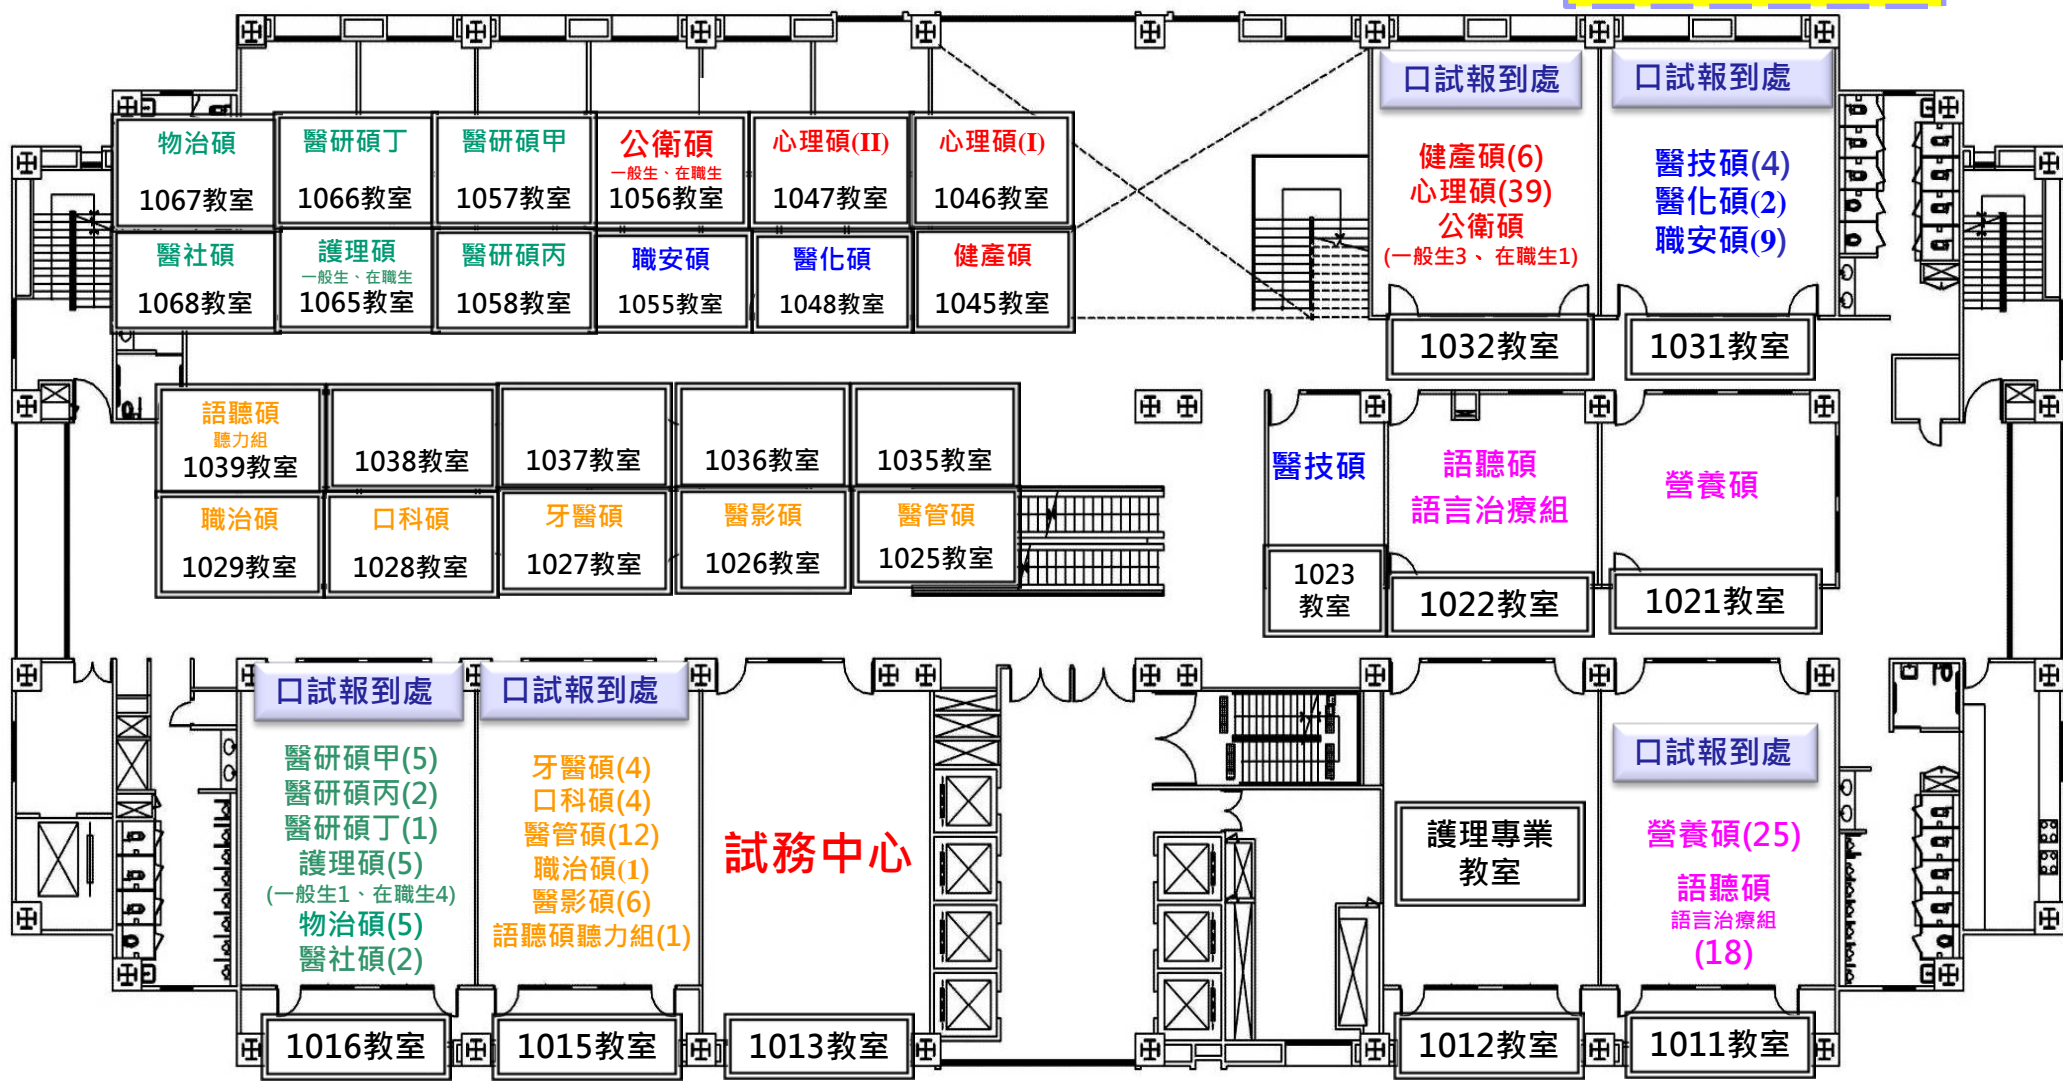 口試報到處
口試報到處
物治碩
1067教室
醫研碩丁
1066教室
醫研碩甲
1057教室
公衛碩
一般生、在職生
1056教室
心理碩(II)
1047教室
心理碩(I)
1046教室
健產碩(6)
心理碩(39)
公衛碩
(一般生3、在職生1)
1032教室
醫技碩(4)
醫化碩(2)
職安碩(9)
1031教室
醫社碩
1068教室
護理碩
一般生、在職生
1065教室
醫研碩丙
1058教室
職安碩
1055教室
醫化碩
1048教室
健產碩
1045教室
語聽碩
聽力組
1039教室
1038教室
1037教室
1036教室
1035教室
職治碩
1029教室
口科碩
1028教室
牙醫碩
1027教室
醫影碩
1026教室
醫管碩
1025教室
醫技碩
1023
教室
語聽碩
語言治療組
1022教室
營養碩
1021教室
口試報到處
醫研碩甲(5)
醫研碩丙(2)
醫研碩丁(1)
護理碩(5)
(一般生1、在職生4)
物治碩(5)
醫社碩(2)
1016教室
口試報到處
牙醫碩(4)
口科碩(4)
醫管碩(12)
職治碩(1)
醫影碩(6)
語聽碩聽力組(1)
1015教室
試務中心
1013教室
護理專業
教室
1012教室
口試報到處
營養碩(25)
語聽碩
語言治療組
(18)
1011教室